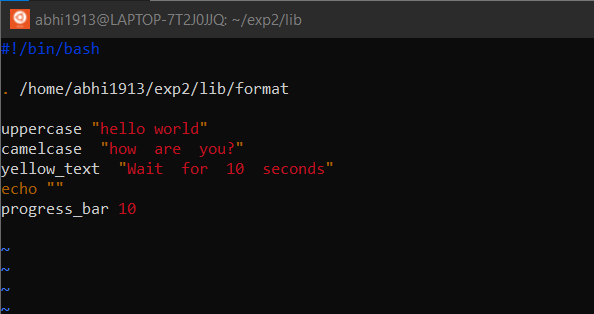 abhi1913@LAPTOP-7T2J0JJQ: ~/exp2/lib
#!/bin/bash
. /home/abhi1913/exp2/lib/format
uppercase "hello world"
camelcase  "how  are  you?"
yellow_text  "Wait  for  10  seconds"
echo ""
progress_bar 10
~
~
~
~